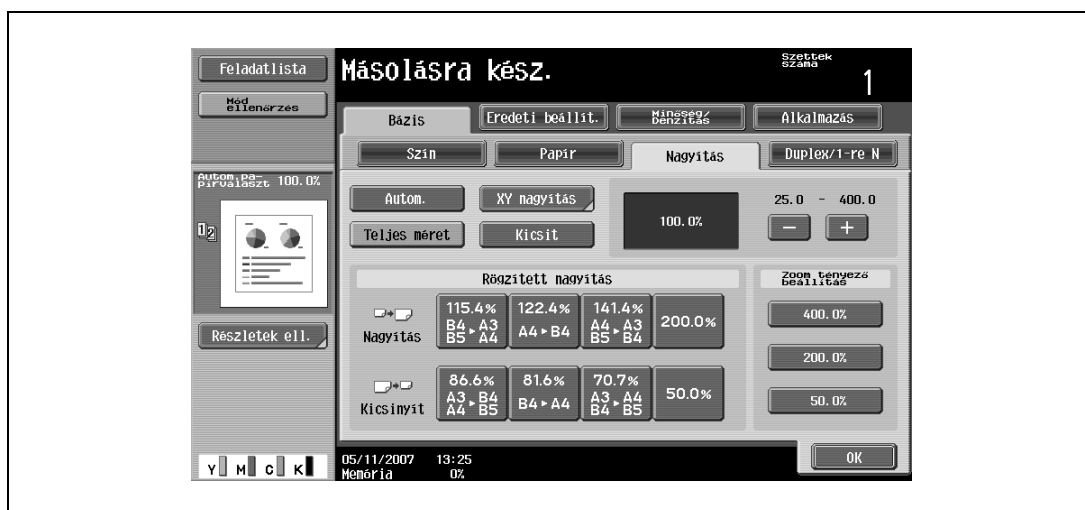 Feladatlista
Mód
ellenőrzés
Másolásra kész.
Szettek
száma
1
Bázis
Eredeti beállít.
Minőség/
Denzitás
Alkalmazás
Szín
Papír
Nagyítás
Duplex/1-re N
Autom.pa-
pírválaszt 100.0%
1 2
Autom.
XY nagyítás
100.0%
25.0 - 400.0
Teljes méret
Kicsit
− +
Rögzített nagyítás
Zoom tényező
beállítás
Nagyítás
115.4%
B4 ▸ A3
B5 ▸ A4
122.4%
A4 ▸ B4
141.4%
A4 ▸ A3
B5 ▸ B4
200.0%
400.0%
200.0%
50.0%
Részletek ell.
Kicsinyít
86.6%
A3 ▸ B4
A4 ▸ B5
81.6%
B4 ▸ A4
70.7%
A3 ▸ A4
B4 ▸ B5
50.0%
Y M C K
05/11/2007 13:25
Memória 0%
OK